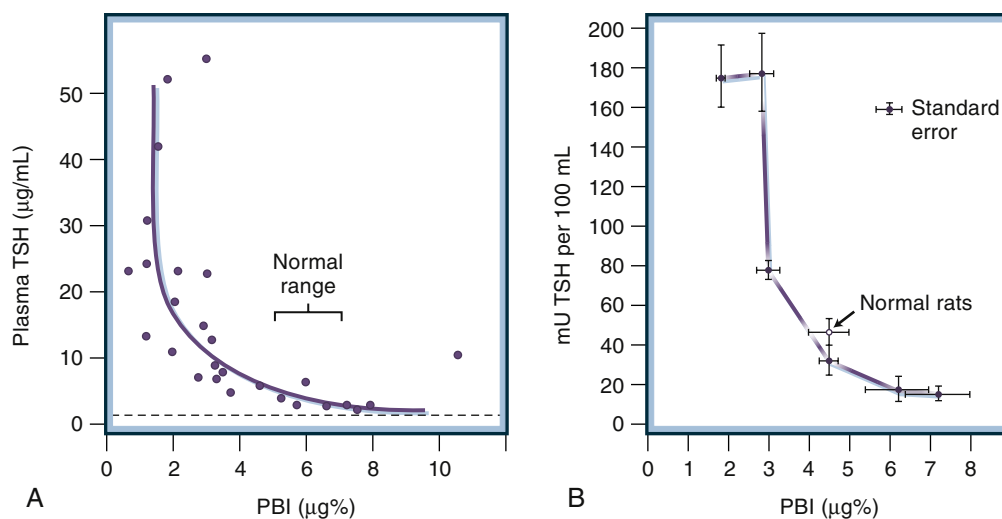 50
40
30
20
10
0
Plasma TSH (μg/mL)
Normal
range
0 2 4 6 8 10
A
PBI (μg%)
200
180
160
140
120
100
80
60
40
20
0
mU TSH per 100 mL
Standard
error
Normal rats
0 1 2 3 4 5 6 7 8
B
PBI (μg%)